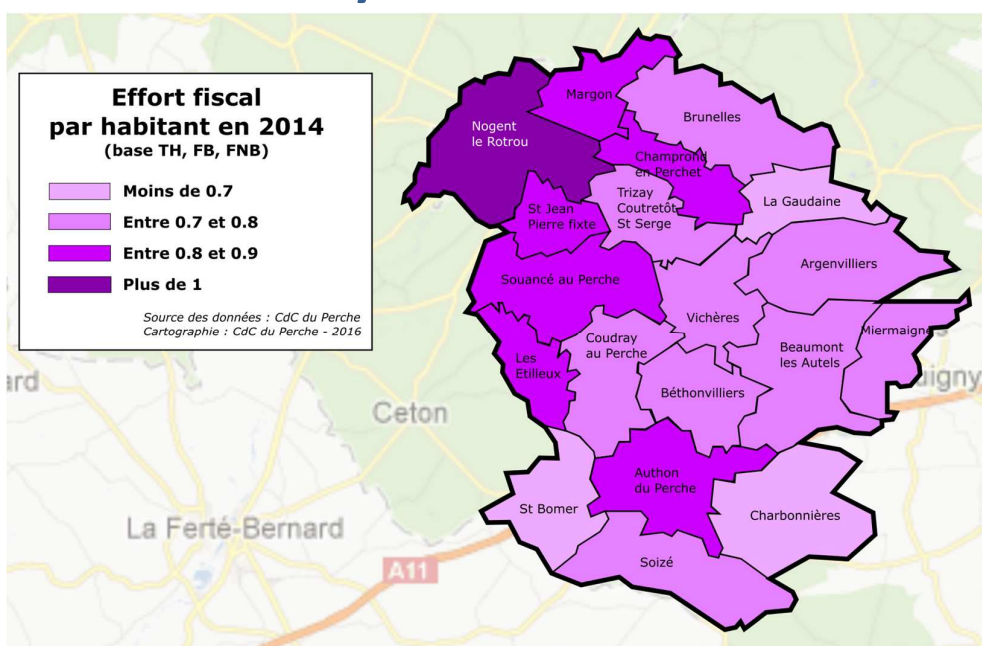 Effort fiscal
par habitant en 2014
(base TH, FB, FNB)
Moins de 0.7
Entre 0.7 et 0.8
Entre 0.8 et 0.9
Plus de 1
Source des données : CdC du Perche
Cartographie : CdC du Perche - 2016
Margon
Brunelles
Nogent
le Rotrou
Champrond
en Perchet
Trizay
Coutretôt
St Serge
La Gaudaine
St Jean
Pierre fixte
Argenvilliers
Souancé au Perche
Vichères
Miermaigne
Coudray
au Perche
Beaumont
les Autels
Les
Etilleux
Béthonvilliers
Ceton
Authon
du Perche
St Bomer
Charbonnières
La Ferté-Bernard
A11
Soizé